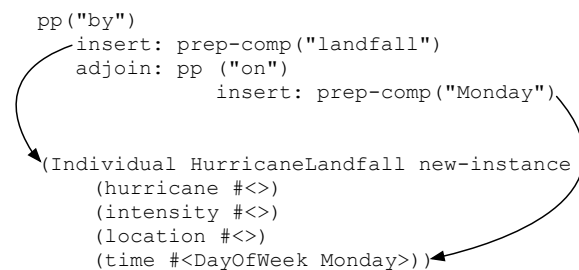 pp("by")
insert: prep-comp("landfall")
adjoin: pp ("on")
insert: prep-comp("Monday")
(Individual HurricaneLandfall new-instance
(hurricane #<>)
(intensity #<>)
(location #<>)
(time #<DayOfWeek Monday>))